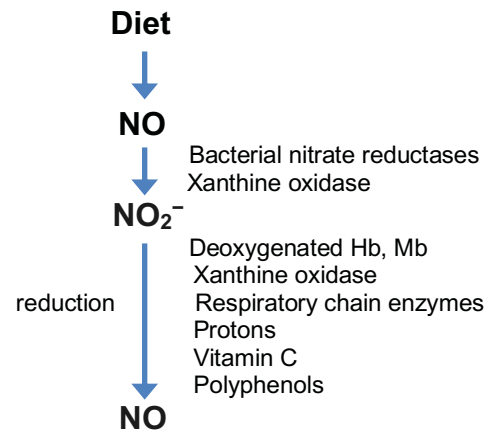 Diet
NO
Bacterial nitrate reductases
Xanthine oxidase
NO₂⁻
Deoxygenated Hb, Mb
Xanthine oxidase
reduction Respiratory chain enzymes
Protons
Vitamin C
Polyphenols
NO